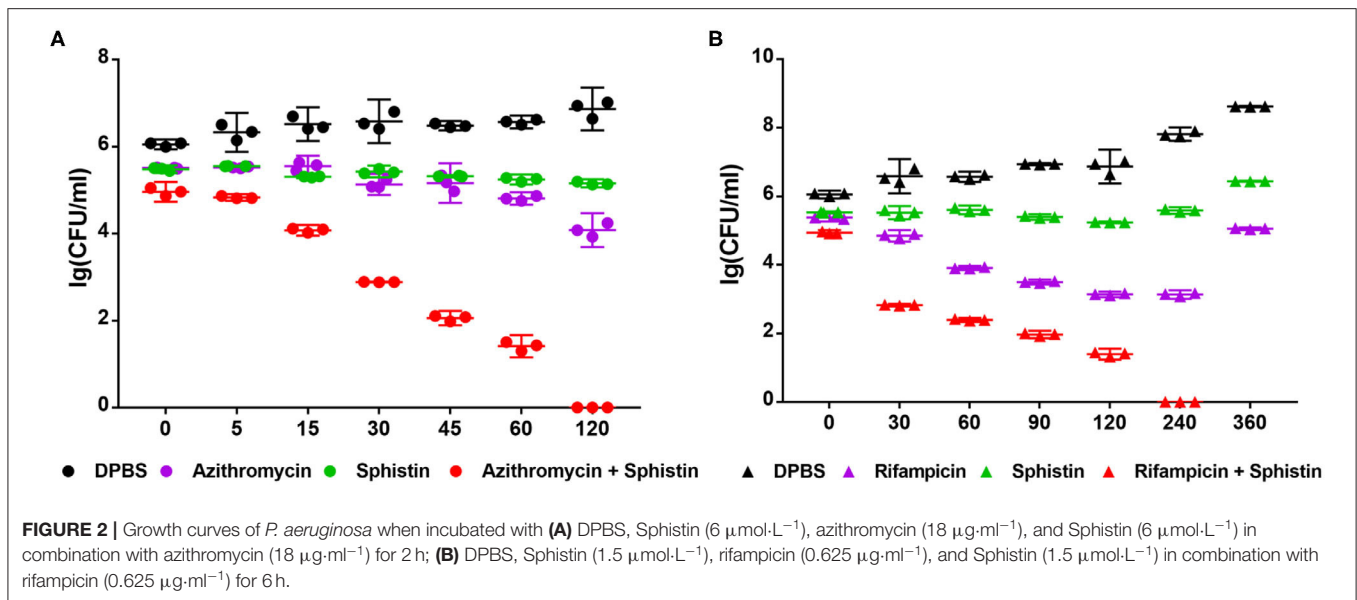 A
B
8
6
4
2
0
lg(CFU/ml)
0 5 15 30 45 60 120
DPBS Azithromycin Sphistin Azithromycin + Sphistin
10
8
6
4
2
0
lg(CFU/ml)
0 30 60 90 120 240 360
DPBS Rifampicin Sphistin Rifampicin + Sphistin
FIGURE 2 | Growth curves of P. aeruginosa when incubated with (A) DPBS, Sphistin (6 μmol·L⁻¹), azithromycin (18 μg·ml⁻¹), and Sphistin (6 μmol·L⁻¹) in
combination with azithromycin (18 μg·ml⁻¹) for 2 h; (B) DPBS, Sphistin (1.5 μmol·L⁻¹), rifampicin (0.625 μg·ml⁻¹), and Sphistin (1.5 μmol·L⁻¹) in combination with
rifampicin (0.625 μg·ml⁻¹) for 6 h.